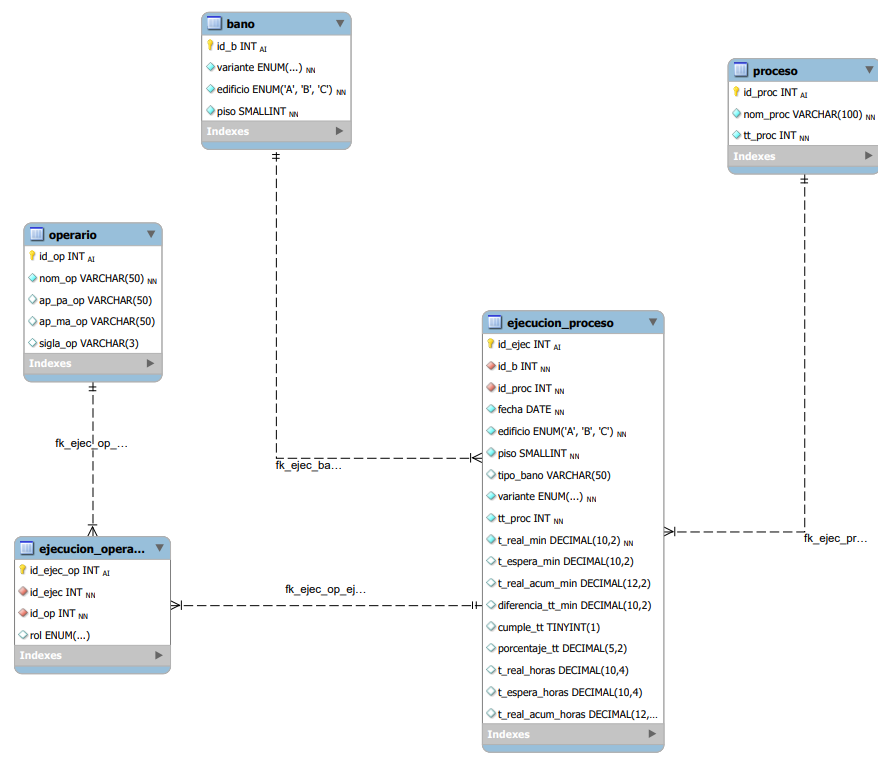 bano
id_b INT AI
variante ENUM(...) NN
edificio ENUM('A', 'B', 'C') NN
piso SMALLINT NN
Indexes
proceso
id_proc INT AI
nom_proc VARCHAR(100) NN
tt_proc INT NN
Indexes
operario
id_op INT AI
nom_op VARCHAR(50) NN
ap_pa_op VARCHAR(50)
ap_ma_op VARCHAR(50)
sigla_op VARCHAR(3)
Indexes
ejecucion_proceso
id_ejec INT AI
id_b INT NN
id_proc INT NN
fecha DATE NN
edificio ENUM('A', 'B', 'C') NN
piso SMALLINT NN
tipo_bano VARCHAR(50)
variante ENUM(...) NN
tt_proc INT NN
t_real_min DECIMAL(10,2) NN
t_espera_min DECIMAL(10,2)
t_real_acum_min DECIMAL(12,2)
diferencia_tt_min DECIMAL(10,2)
cumple_tt TINYINT(1)
porcentaje_tt DECIMAL(5,2)
t_real_horas DECIMAL(10,4)
t_espera_horas DECIMAL(10,4)
t_real_acum_horas DECIMAL(12,...
Indexes
fk_ejec_op_...
fk_ejec_ba...
fk_ejec_pr...
ejecucion_opera...
id_ejec_op INT AI
id_ejec INT NN
id_op INT NN
rol ENUM(...)
Indexes
fk_ejec_op_ej...